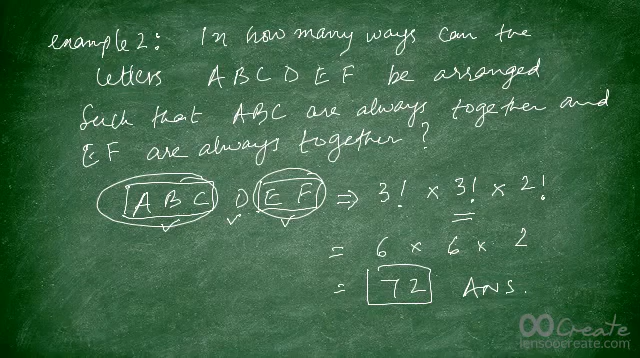 example 2: In how many ways can the
letters A B C D E F be arranged
Such that ABC are always together and
EF are always together?
A B C D E F ⇒ 3! × 3! × 2!
= 6 × 6 × 2
= 72 ANS.
Create
lensoocreate.com